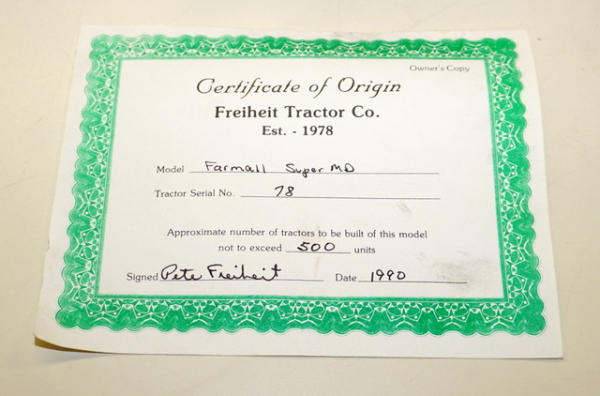 Owner's Copy
Certificate of Origin
Freiheit Tractor Co.
Est. - 1978
Model Farmall Super MD
Tractor Serial No. 78
Approximate number of tractors to be built of this model
not to exceed 500 units
Signed Pete Freiheit Date 1990